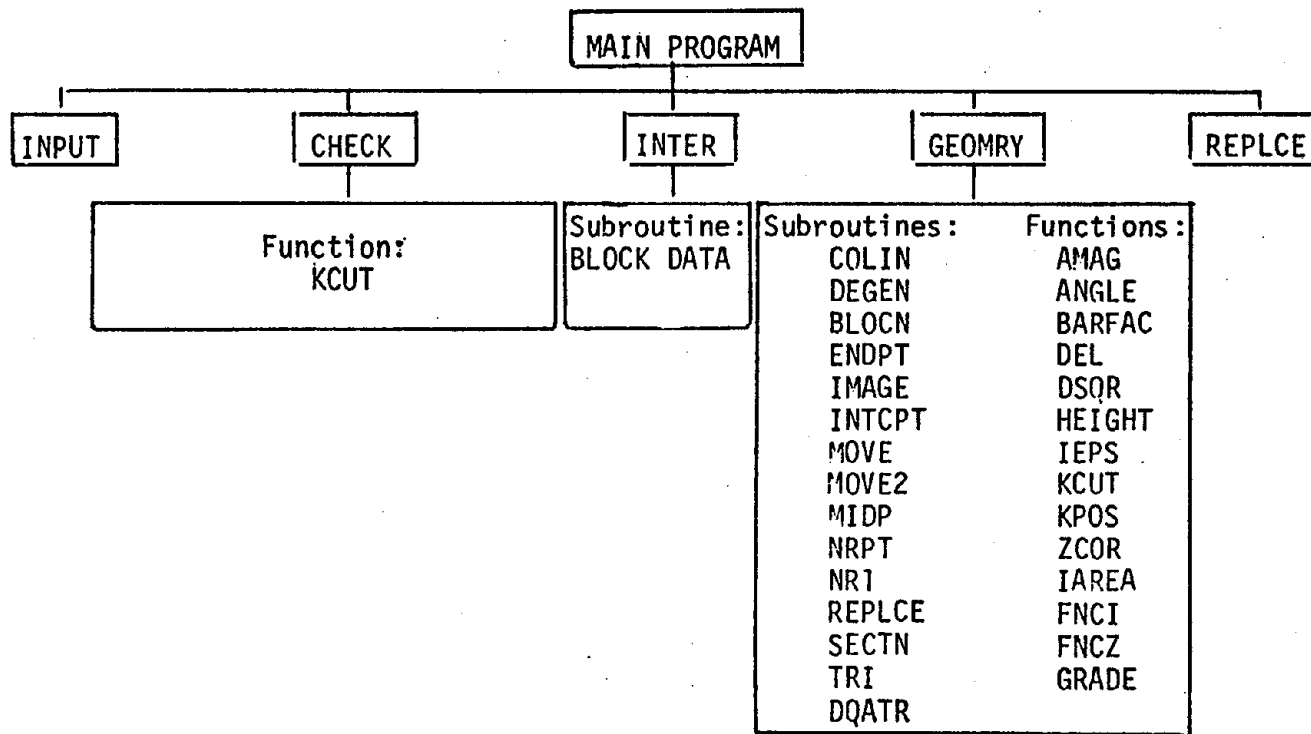 MAIN PROGRAM
INPUT CHECK INTER GEOMRY REPLCE
Function:
KCUT
Subroutine:
BLOCK DATA
Subroutines: Functions:
COLIN AMAG
DEGEN ANGLE
BLOCN BARFAC
ENDPT DEL
IMAGE DSQR
INTCPT HEIGHT
MOVE IEPS
MOVE2 KCUT
MIDP KPOS
NRPT ZCOR
NR1 IAREA
REPLCE FNCI
SECTN FNCZ
TRI GRADE
DQATR